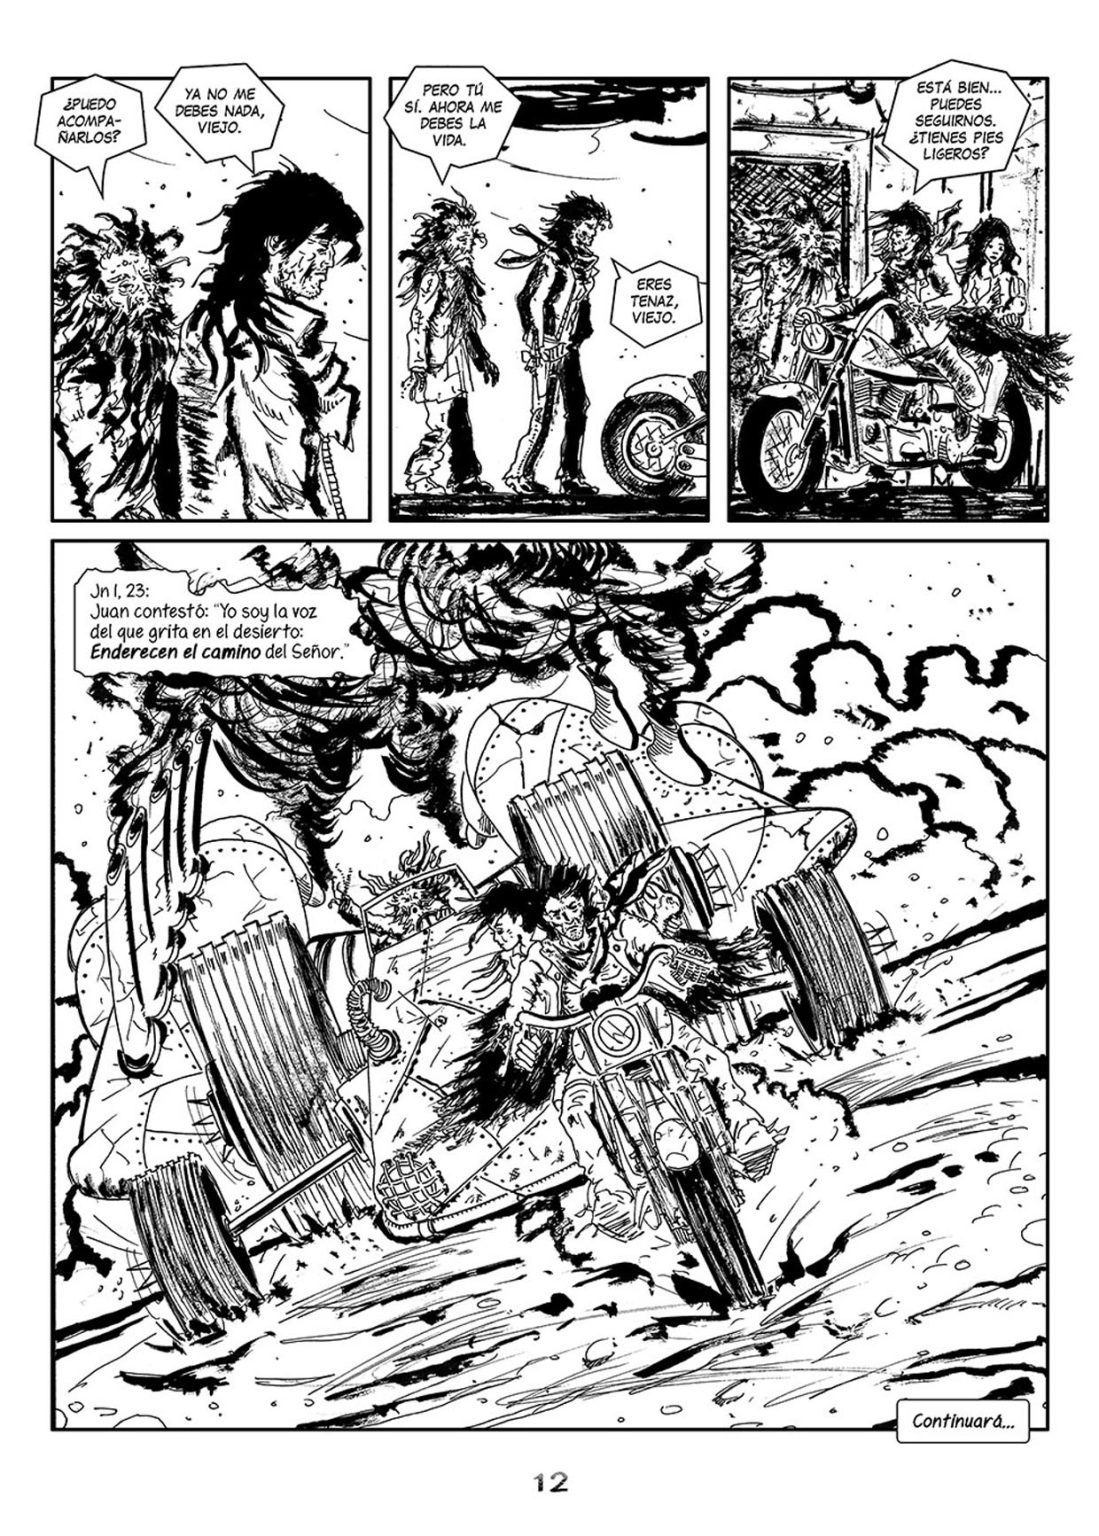 ¿PUEDO
ACOMPA-
ÑARLOS?
YA NO ME
DEBES NADA,
VIEJO.
PERO TÚ
SÍ. AHORA ME
DEBES LA
VIDA.
ERES
TENAZ,
VIEJO.
ESTÁ BIEN...
PUEDES
SEGUIRNOS.
¿TIENES PIES
LIGEROS?
Jn 1, 23:
Juan contestó: "Yo soy la voz
del que grita en el desierto:
Enderecen el camino del Señor."
Continuará...
12